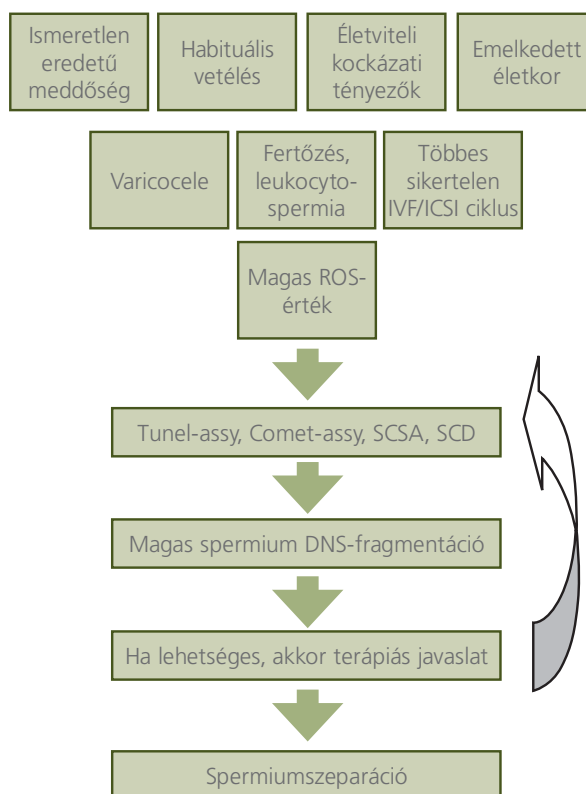 Ismeretlen
eredetű
meddőség
Habituális
vetélés
Életviteli
kockázati
tényezők
Emelkedett
életkor
Varicocele
Fertőzés,
leukocyto-
spermia
Többes
sikertelen
IVF/ICSI ciklus
Magas ROS-
érték
Tunel-assy, Comet-assy, SCSA, SCD
Magas spermium DNS-fragmentáció
Ha lehetséges, akkor terápiás javaslat
Spermiumszeparáció